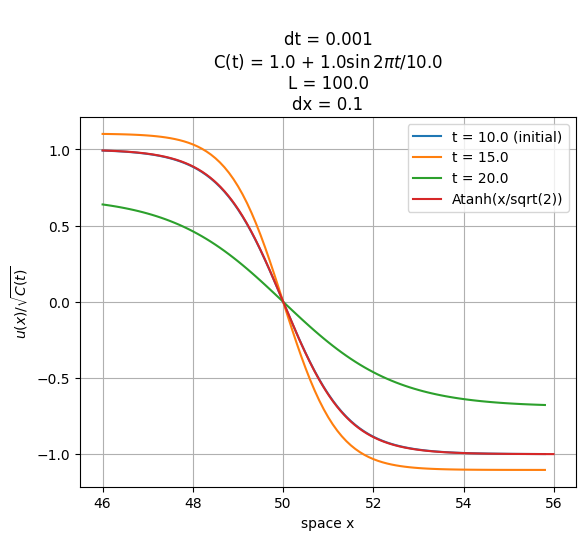 dt = 0.001
C(t) = 1.0 + 1.0sin 2πt/10.0
L = 100.0
dx = 0.1
t = 10.0 (initial)
t = 15.0
t = 20.0
Atanh(x/sqrt(2))
1.0
0.5
0.0
−0.5
−1.0
u(x)/√C(t)
46
48
50
52
54
56
space x